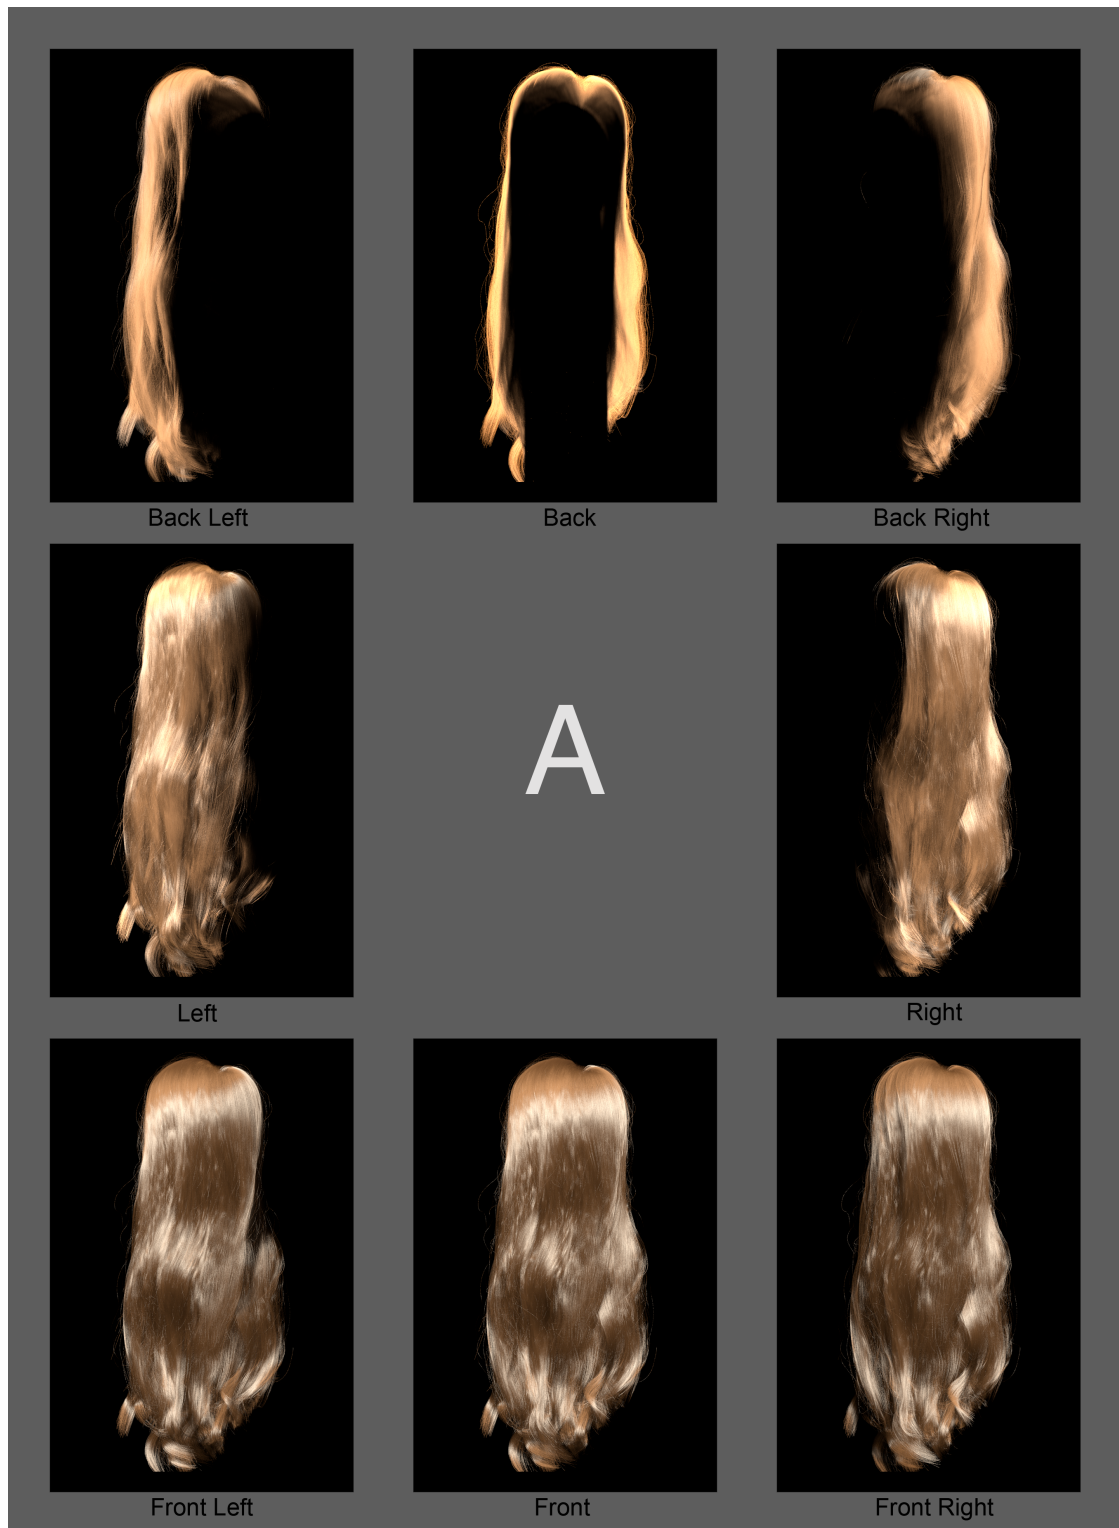 Back Left
Back
Back Right
A
Left
Right
Front Left
Front
Front Right